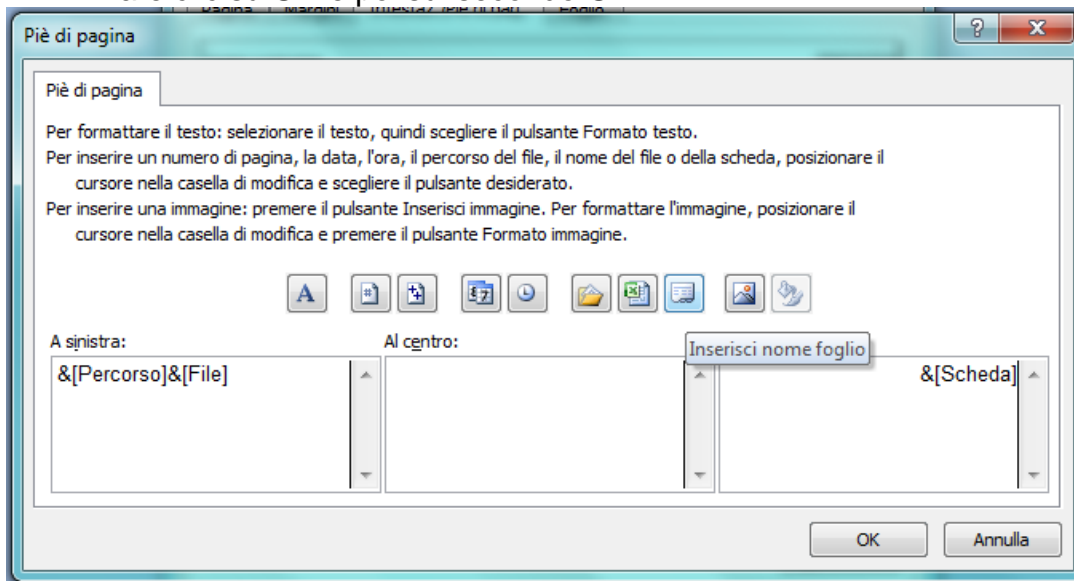 Piè di pagina
Piè di pagina
Per formattare il testo: selezionare il testo, quindi scegliere il pulsante Formato testo.
Per inserire un numero di pagina, la data, l'ora, il percorso del file, il nome del file o della scheda, posizionare il
cursore nella casella di modifica e scegliere il pulsante desiderato.
Per inserire una immagine: premere il pulsante Inserisci immagine. Per formattare l'immagine, posizionare il
cursore nella casella di modifica e premere il pulsante Formato immagine.
A sinistra:
Al centro:
Inserisci nome foglio
&[Percorso]&[File]
&[Scheda]
OK
Annulla